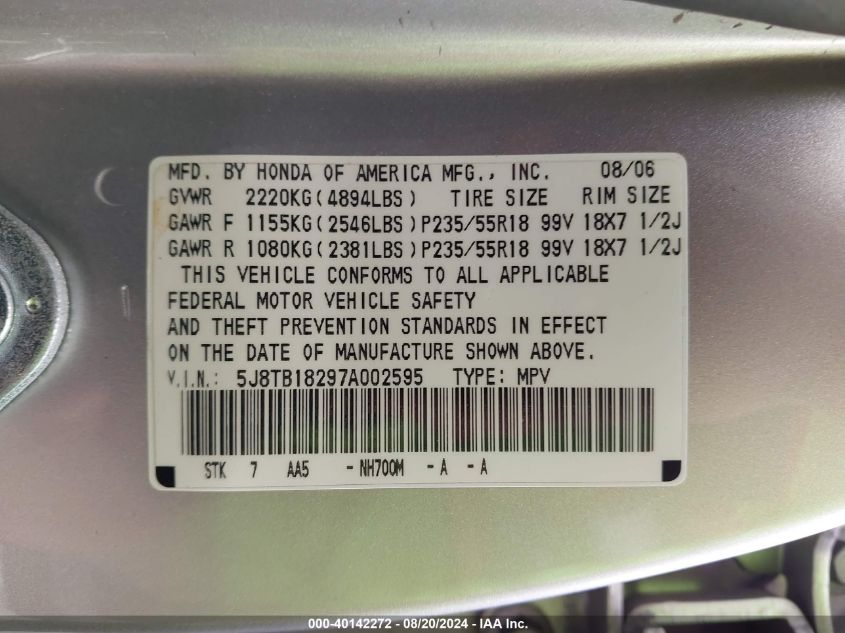 MFD. BY HONDA OF AMERICA MFG., INC. 08/06
GVWR 2220KG(4894LBS) TIRE SIZE RIM SIZE
GAWR F 1155KG(2546LBS)P235/55R18 99V 18X7 1/2J
GAWR R 1080KG(2381LBS)P235/55R18 99V 18X7 1/2J
THIS VEHICLE CONFORMS TO ALL APPLICABLE
FEDERAL MOTOR VEHICLE SAFETY
AND THEFT PREVENTION STANDARDS IN EFFECT
ON THE DATE OF MANUFACTURE SHOWN ABOVE.
V.I.N.: 5J8TB18297A002595 TYPE: MPV
STK 7 AA5 -NH700M -A -A
000-40142272 - 08/20/2024 - IAA Inc.